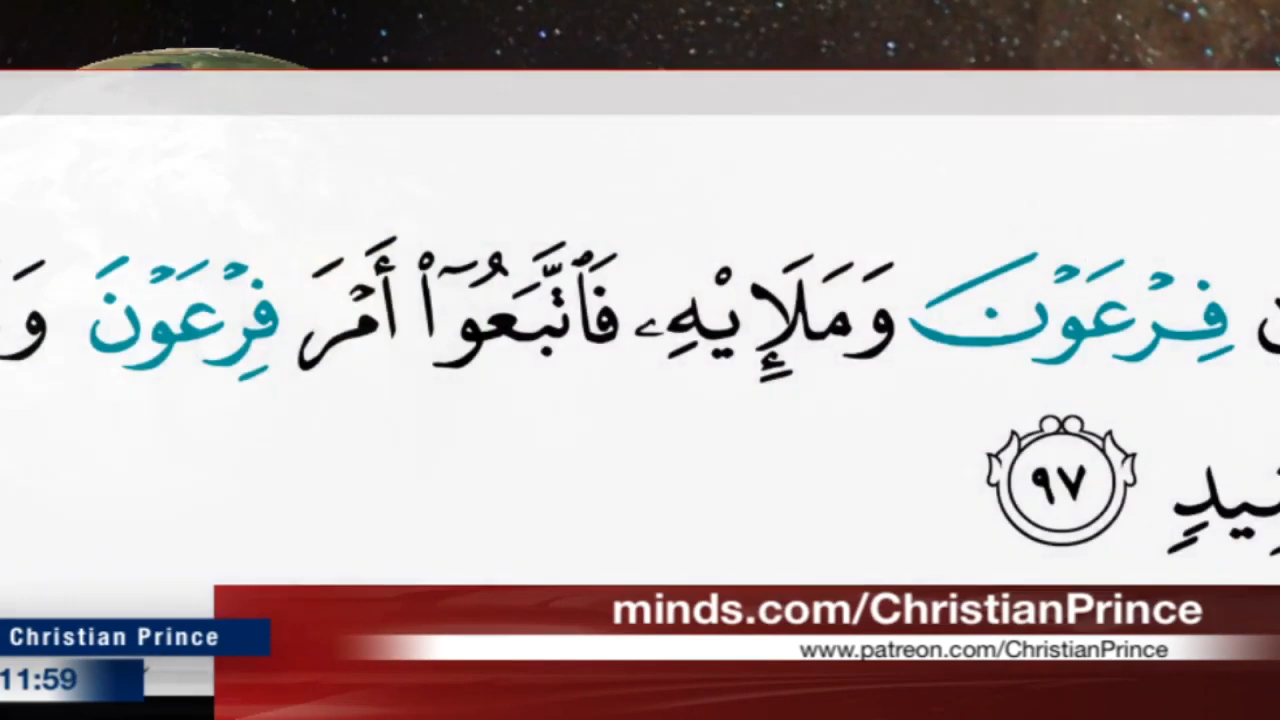 فِرْعَوْنَ وَمَلَإِي۟هِۦ فَٱتَّبَعُوٓا۟ أَمْرَ فِرْعَوْنَ
٩٧
minds.com/ChristianPrince
Christian Prince
www.patreon.com/ChristianPrince
11:59